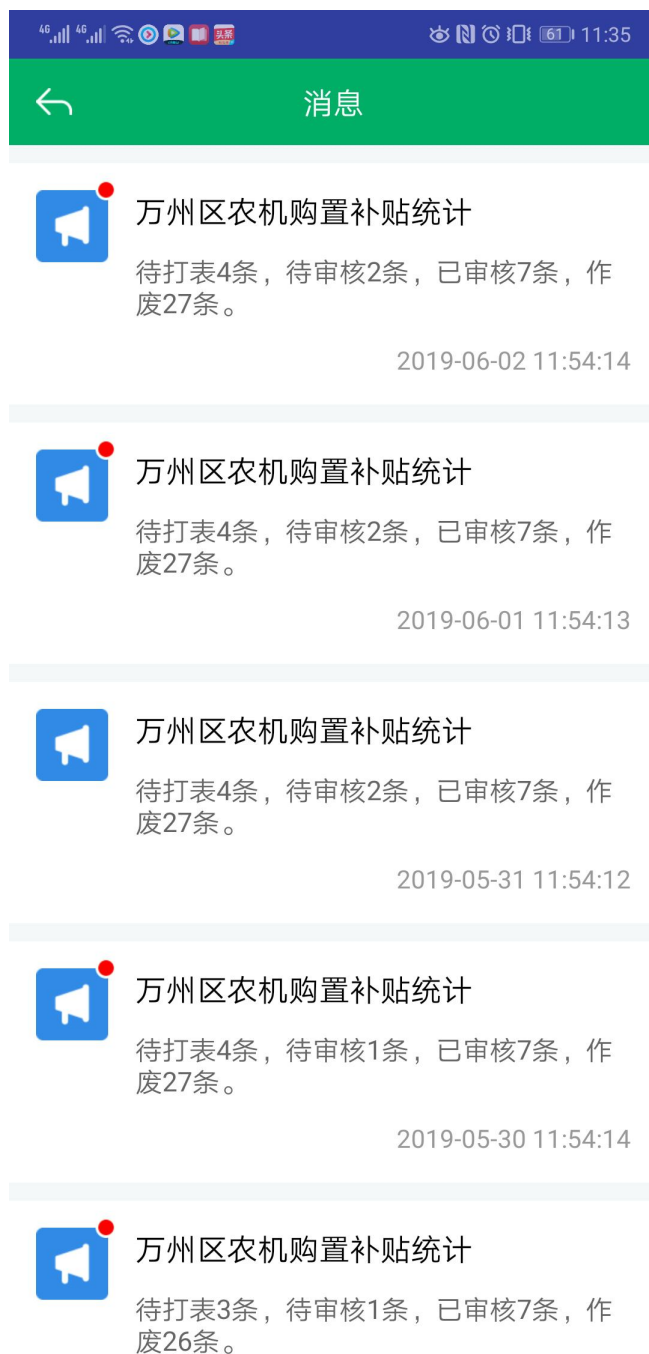 46 46 61 11:35
头条
消息
万州区农机购置补贴统计
待打表4条，待审核2条，已审核7条，作
废27条。
2019-06-02 11:54:14
万州区农机购置补贴统计
待打表4条，待审核2条，已审核7条，作
废27条。
2019-06-01 11:54:13
万州区农机购置补贴统计
待打表4条，待审核2条，已审核7条，作
废27条。
2019-05-31 11:54:12
万州区农机购置补贴统计
待打表4条，待审核1条，已审核7条，作
废27条。
2019-05-30 11:54:14
万州区农机购置补贴统计
待打表3条，待审核1条，已审核7条，作
废26条。